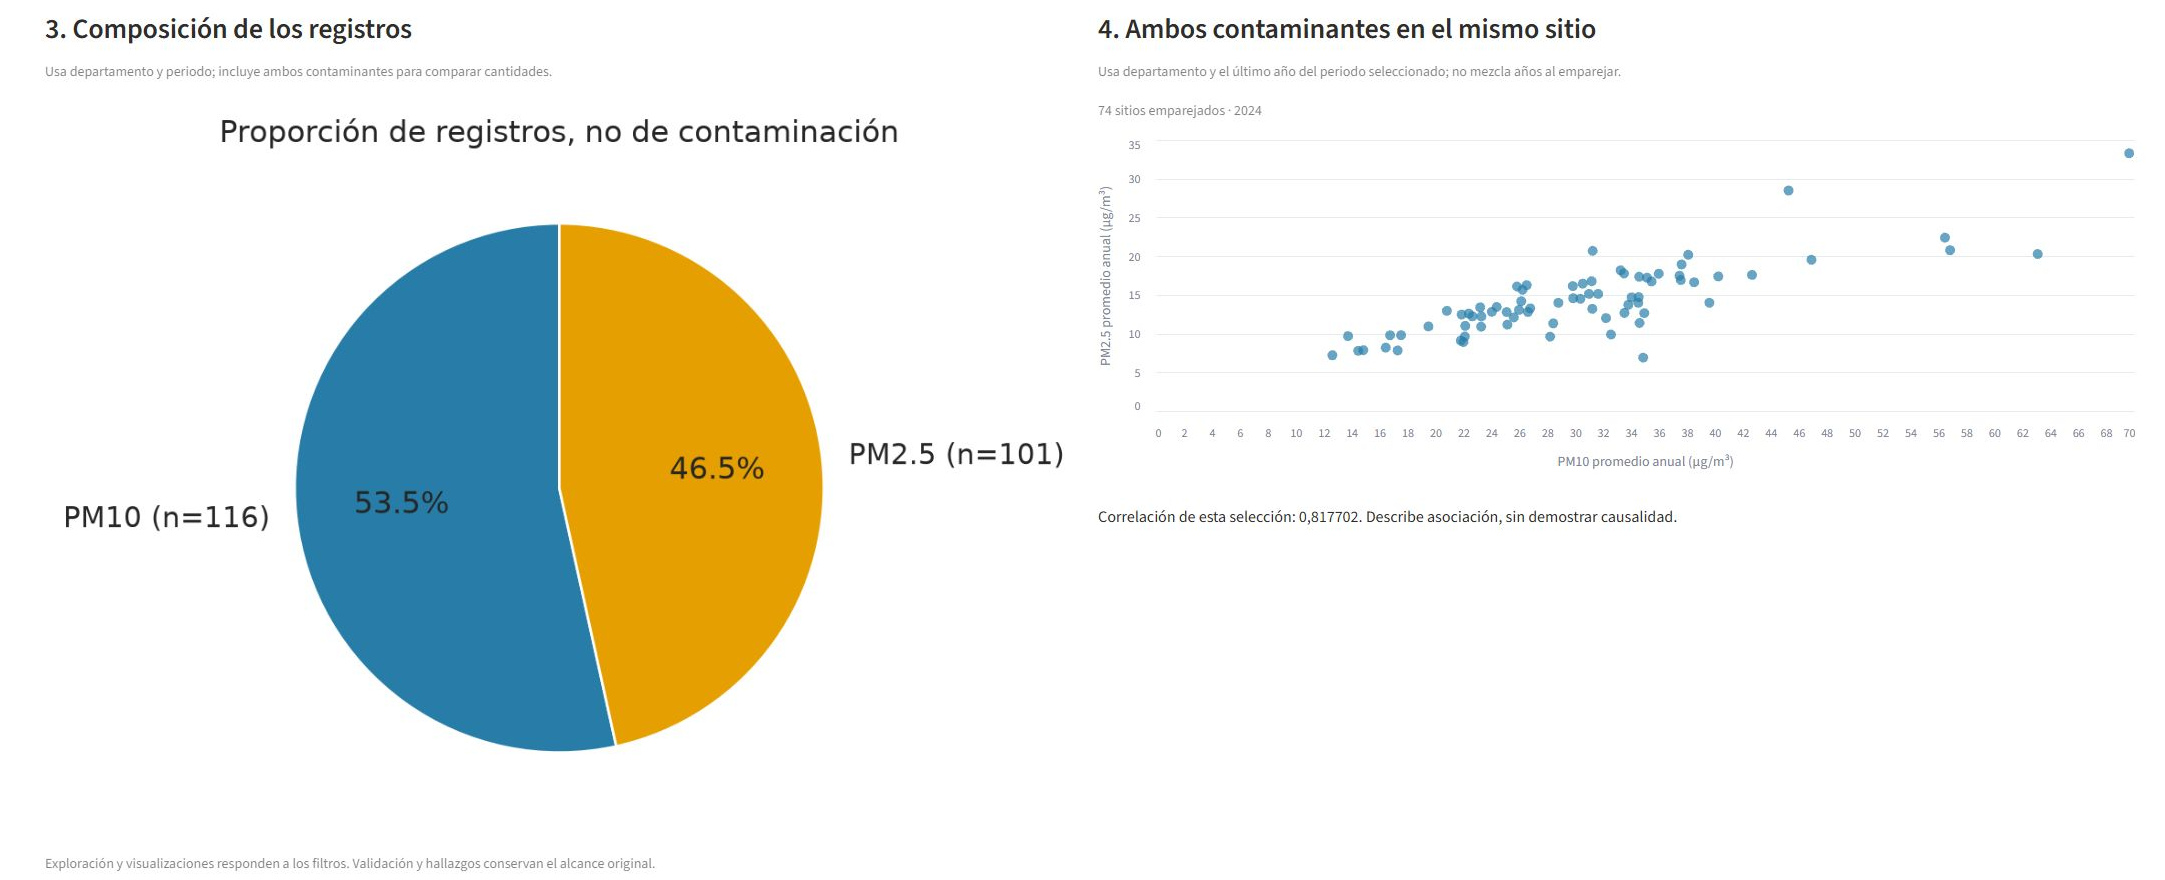 3. Composición de los registros
Usa departamento y periodo; incluye ambos contaminantes para comparar cantidades.
Proporción de registros, no de contaminación
46.5%
PM2.5 (n=101)
53.5%
PM10 (n=116)
4. Ambos contaminantes en el mismo sitio
Usa departamento y el último año del periodo seleccionado; no mezcla años al emparejar.
74 sitios emparejados · 2024
PM2.5 promedio anual (µg/m³)
35
30
25
20
15
10
5
0
0 2 4 6 8 10 12 14 16 18 20 22 24 26 28 30 32 34 36 38 40 42 44 46 48 50 52 54 56 58 60 62 64 66 68 70
PM10 promedio anual (µg/m³)
Correlación de esta selección: 0,817702. Describe asociación, sin demostrar causalidad.
Exploración y visualizaciones responden a los filtros. Validación y hallazgos conservan el alcance original.